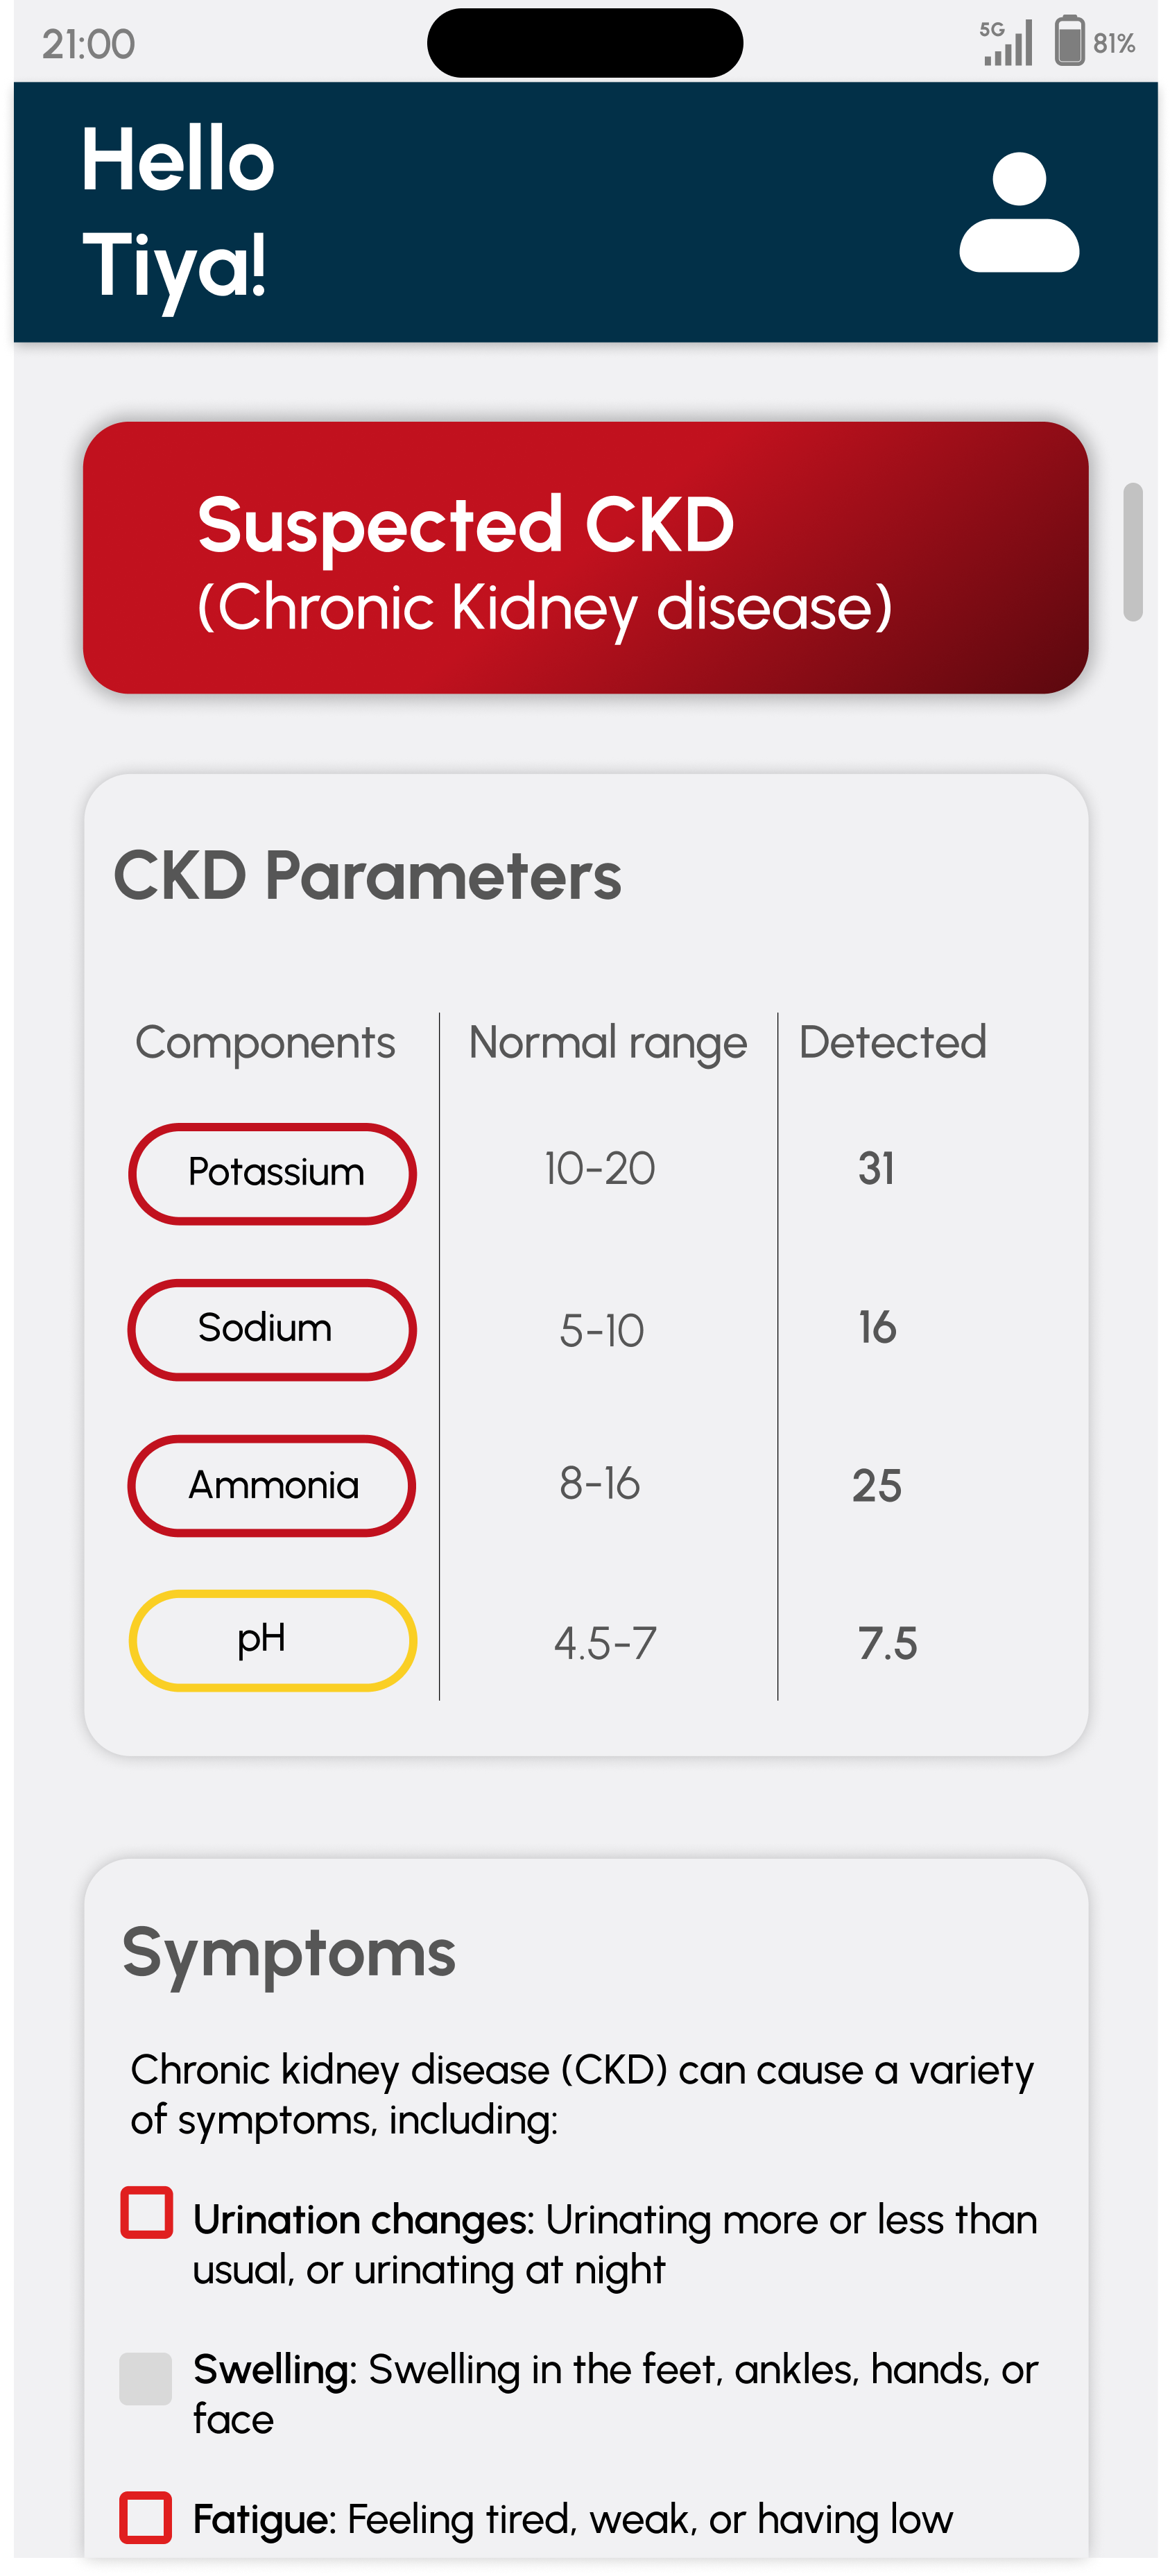 21:00
5G
81%
Hello
Tiya!
Suspected CKD
(Chronic Kidney disease)
CKD Parameters
Components Normal range Detected
Potassium 10-20 31
Sodium 5-10 16
Ammonia 8-16 25
pH 4.5-7 7.5
Symptoms
Chronic kidney disease (CKD) can cause a variety
of symptoms, including:
Urination changes: Urinating more or less than
usual, or urinating at night
Swelling: Swelling in the feet, ankles, hands, or
face
Fatigue: Feeling tired, weak, or having low